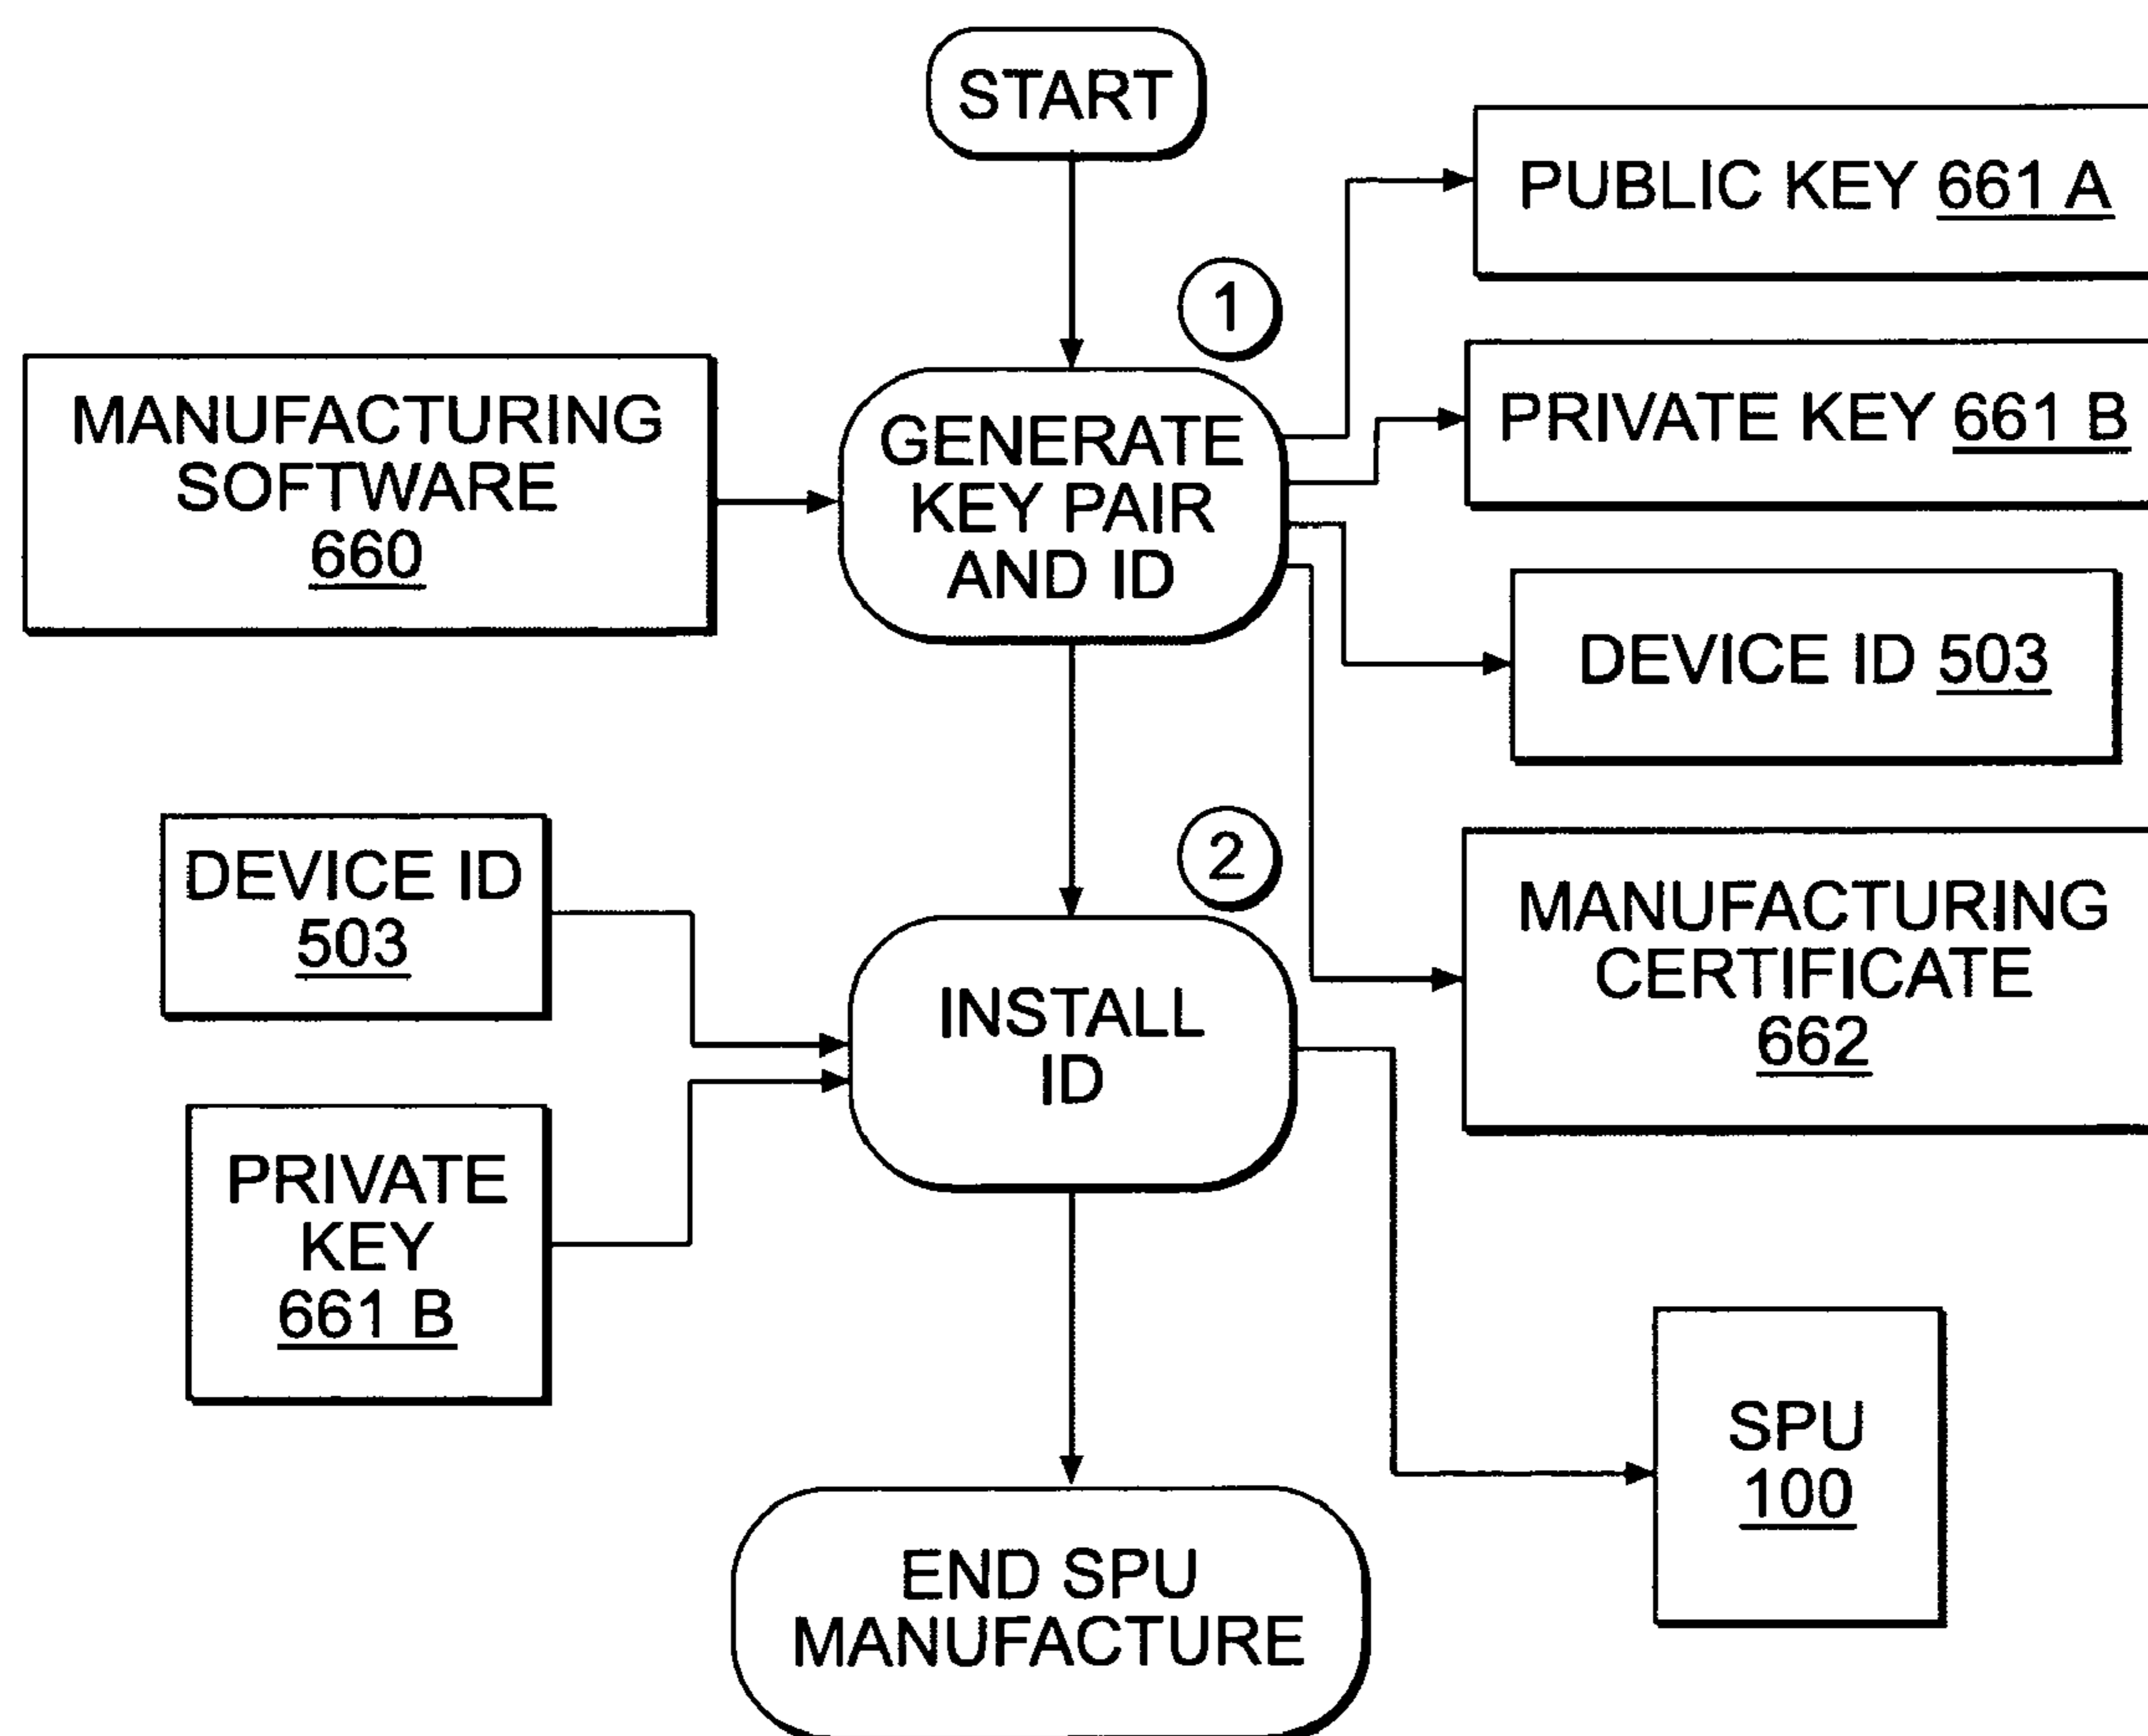 START
PUBLIC KEY 661 A
1
PRIVATE KEY 661 B
MANUFACTURING
SOFTWARE
660
GENERATE
KEY PAIR
AND ID
DEVICE ID 503
2
DEVICE ID
503
MANUFACTURING
CERTIFICATE
662
INSTALL
ID
PRIVATE
KEY
661 B
SPU
100
END SPU
MANUFACTURE